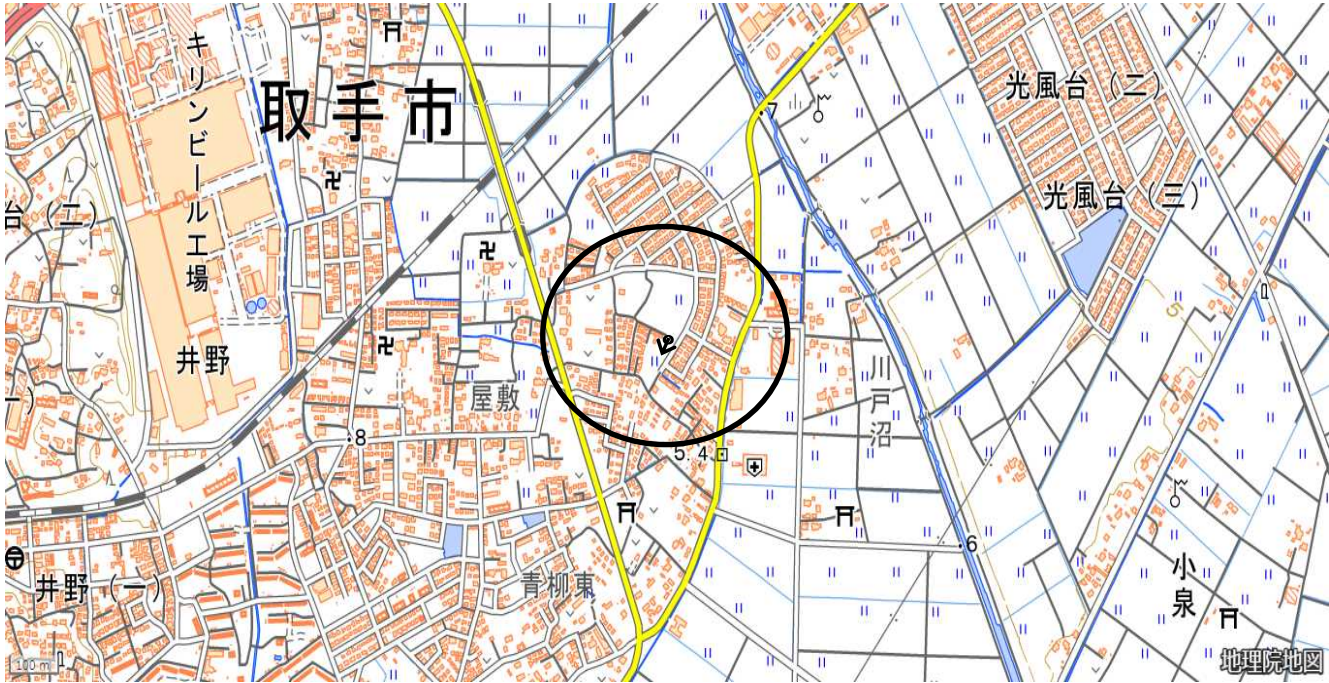 取手市
キリンビール工場
台（二）
井野
一）
屋敷
8
井野（一）
青柳東
5.4
7
川戸沼
6
光風台（二）
光風台（三）
5
小泉
100 m
地理院地図